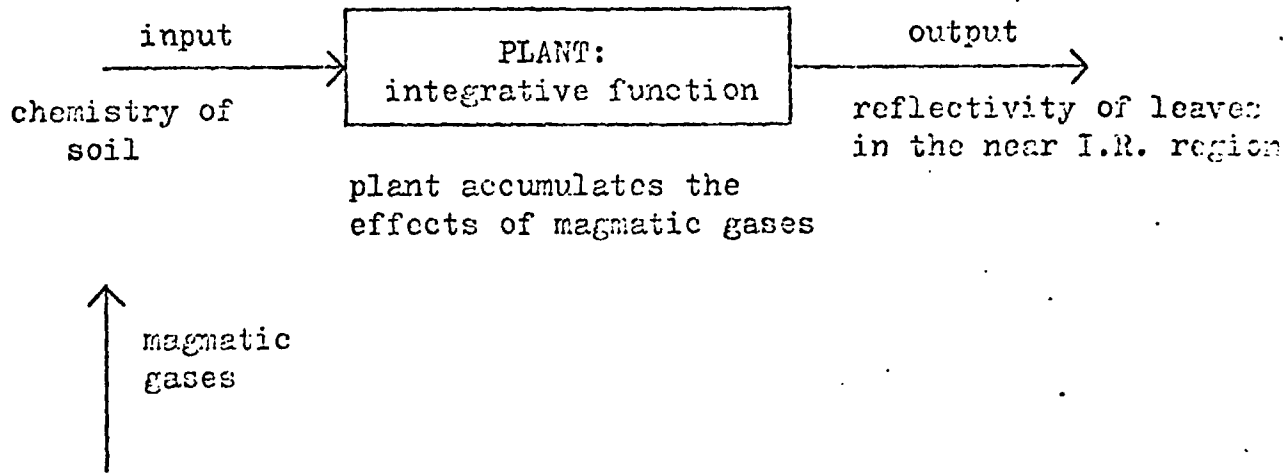 input
PLANT:
integrative function
output
chemistry of
soil
reflectivity of leaves
in the near I.R. region
plant accumulates the
effects of magmatic gases
magmatic
gases